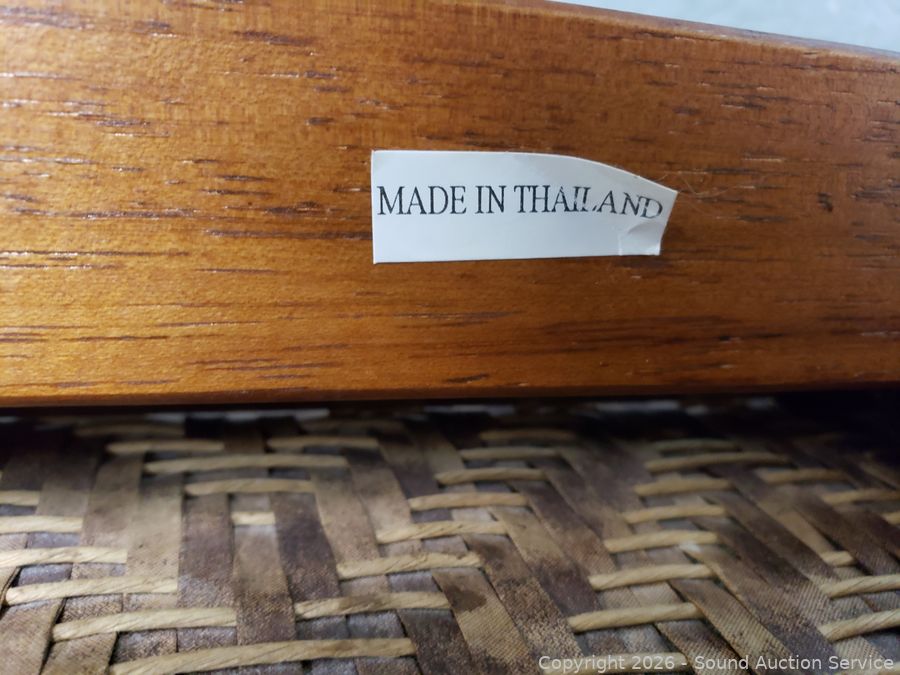 MADE IN THAILAND
Copyright 2026 - Sound Auction Service